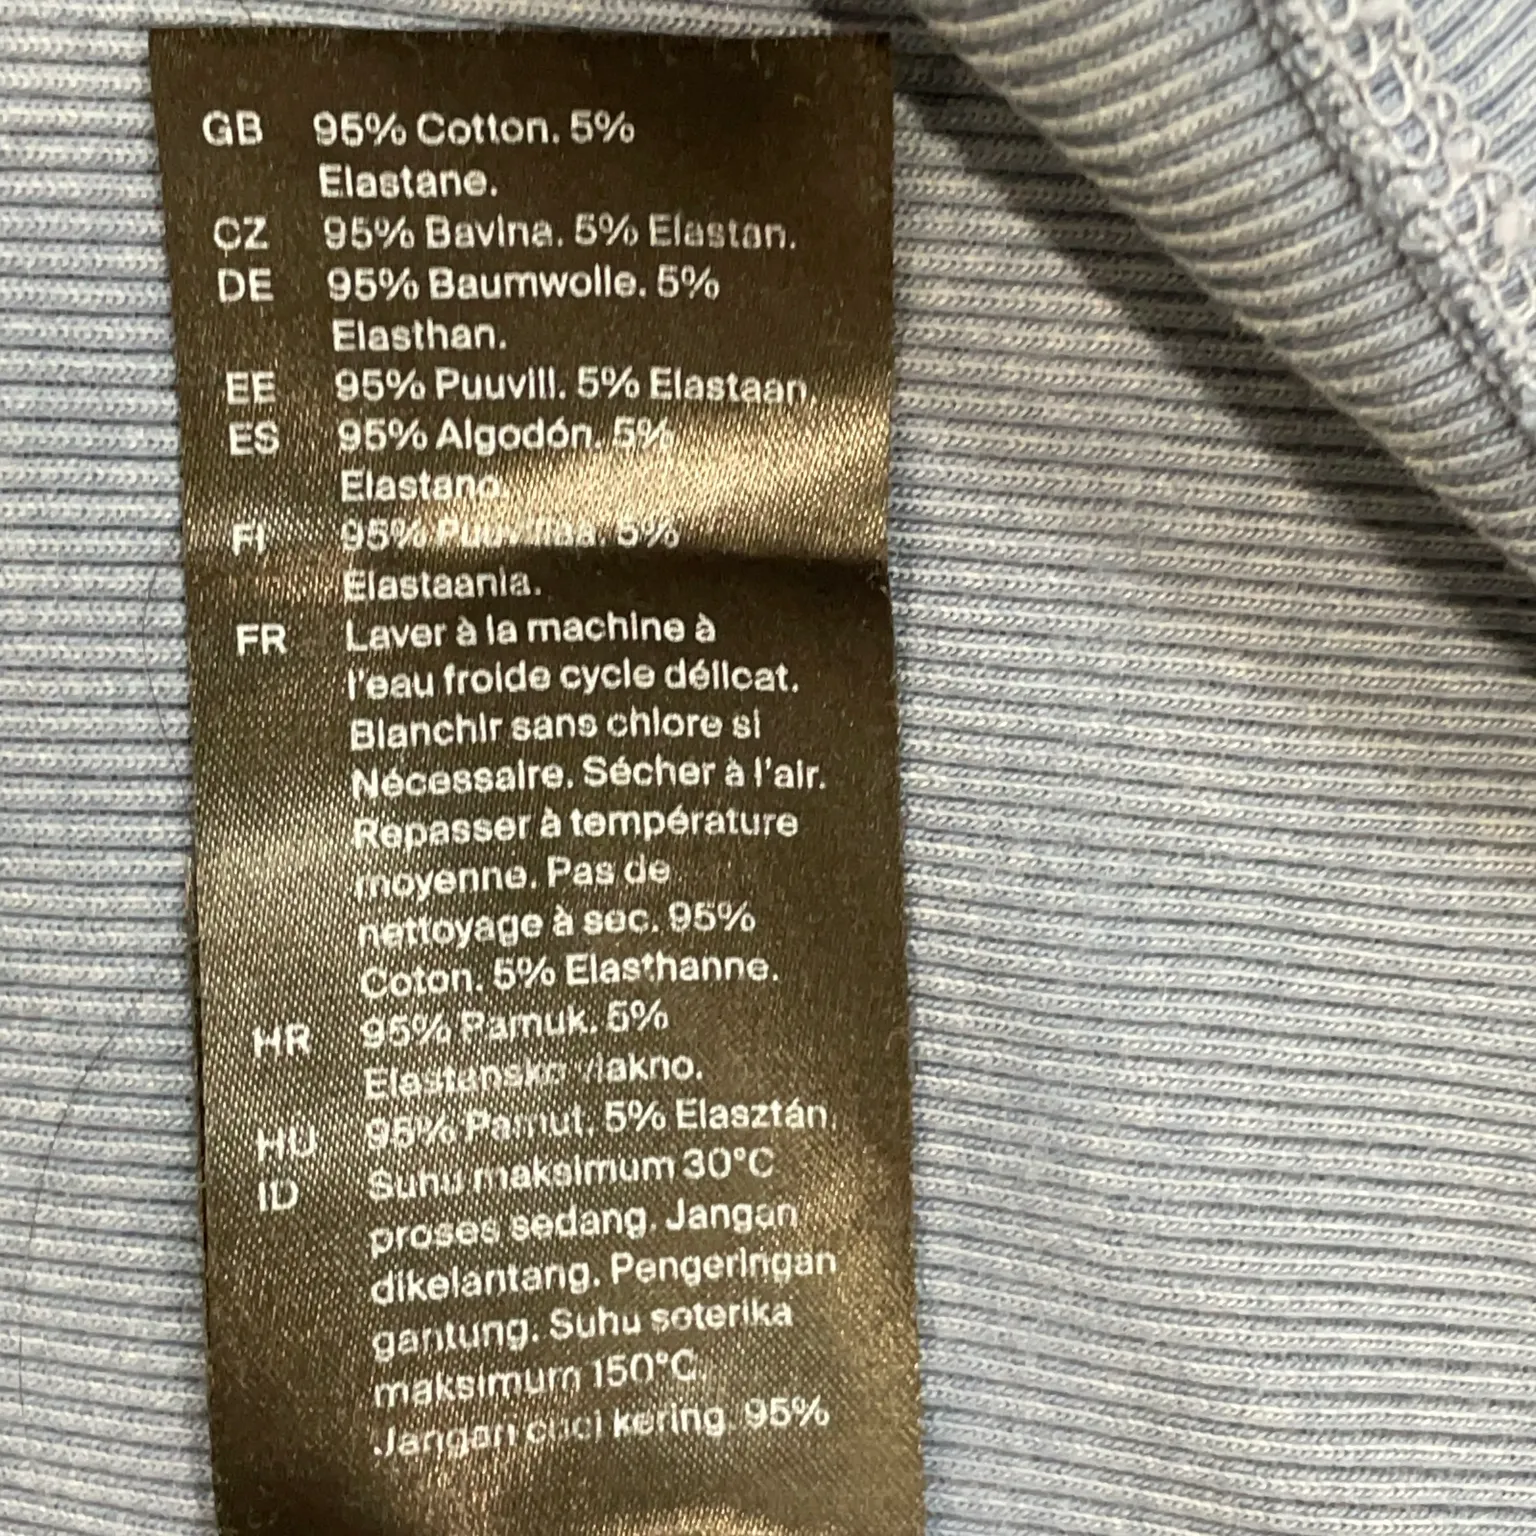 GB 95% Cotton. 5%
Elastane.
CZ 95% Bavlna. 5% Elastan.
DE 95% Baumwolle. 5%
Elasthan.
EE 95% Puuvill. 5% Elastaan.
ES 95% Algodón. 5%
Elastano.
FI 95% Puuvillaa. 5%
Elastaania.
FR Laver à la machine à
l'eau froide cycle délicat.
Blanchir sans chlore si
Nécessaire. Sécher à l'air.
Repasser à température
moyenne. Pas de
nettoyage à sec. 95%
Coton. 5% Elasthanne.
HR 95% Pamuk. 5%
Elastansko vlakno.
HU 95% Pamut. 5% Elasztán.
ID Suhu maksimum 30°C
proses sedang. Jangan
dikelantang. Pengeringan
gantung. Suhu seterika
maksimum 150°C.
Jangan cuci kering. 95%